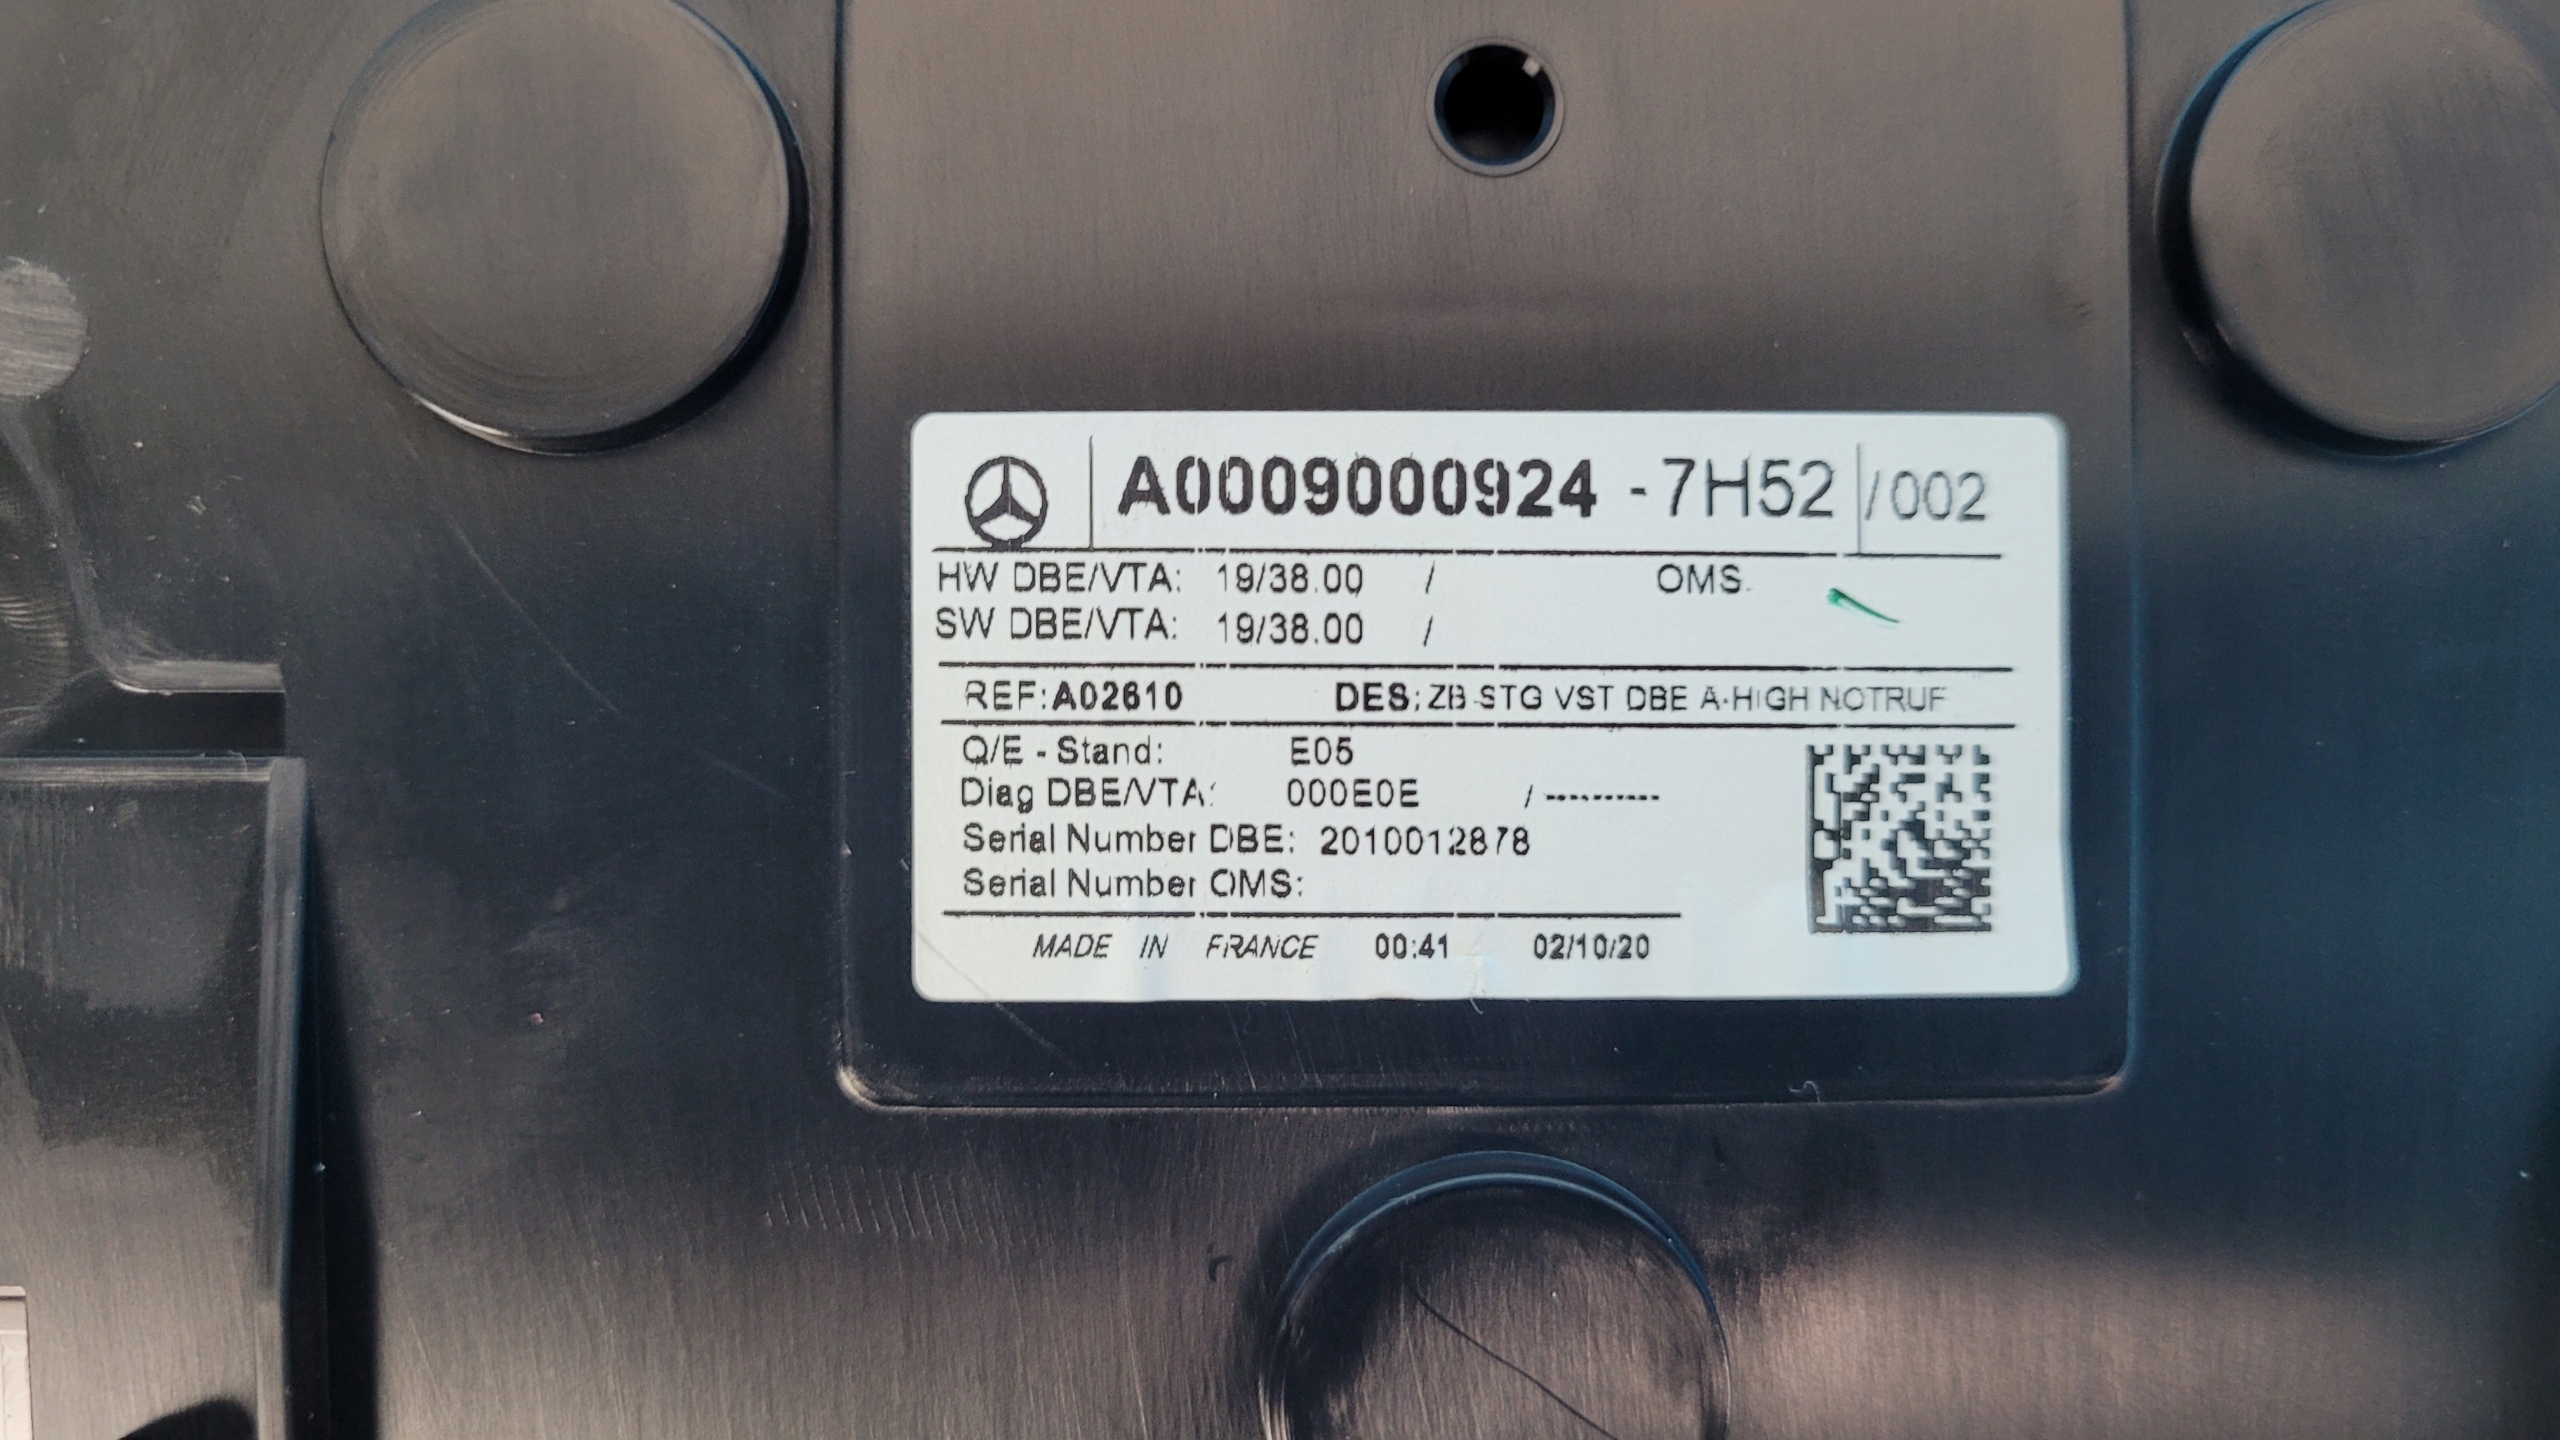 A0009000924 - 7H52 /002
HW DBE/VTA: 19/38.00 / OMS
SW DBE/VTA: 19/38.00 /
REF: A02610 DES: ZB STG VST DBE A-HIGH NOTRUF
Q/E - Stand: E05
Diag DBE/VTA: 000E0E / ----------
Serial Number DBE: 2010012878
Serial Number OMS:
MADE IN FRANCE 00:41 02/10/20